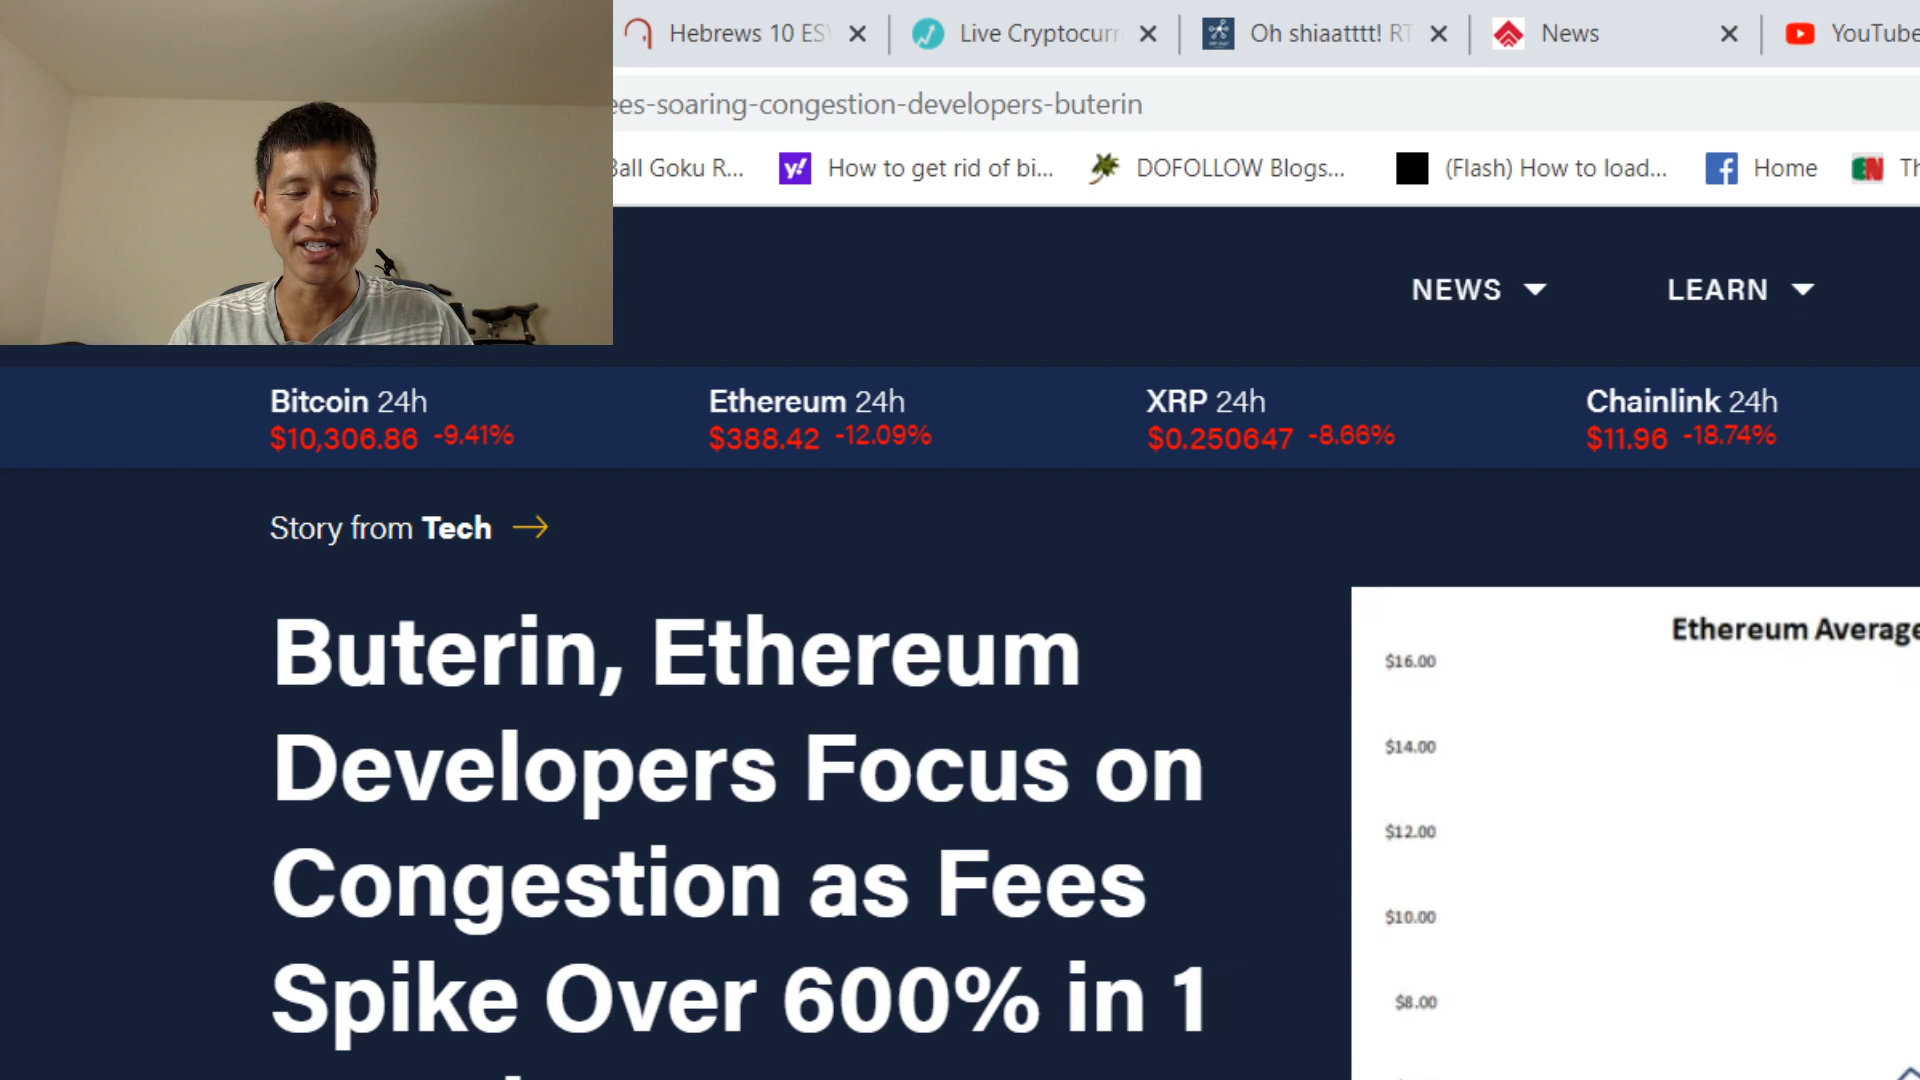 Hebrews 10 ES
Live Cryptocurr
Oh shiaatttt! RT
News
YouTube
ees-soaring-congestion-developers-buterin
Ball Goku R...
How to get rid of bi...
DOFOLLOW Blogs...
(Flash) How to load...
Home
Th
NEWS
LEARN
Bitcoin 24h
$10,306.86 -9.41%
Ethereum 24h
$388.42 -12.09%
XRP 24h
$0.250647 -8.66%
Chainlink 24h
$11.96 -18.74%
Story from Tech →
Buterin, Ethereum
Developers Focus on
Congestion as Fees
Spike Over 600% in 1
Ethereum Average
$16.00
$14.00
$12.00
$10.00
$8.00